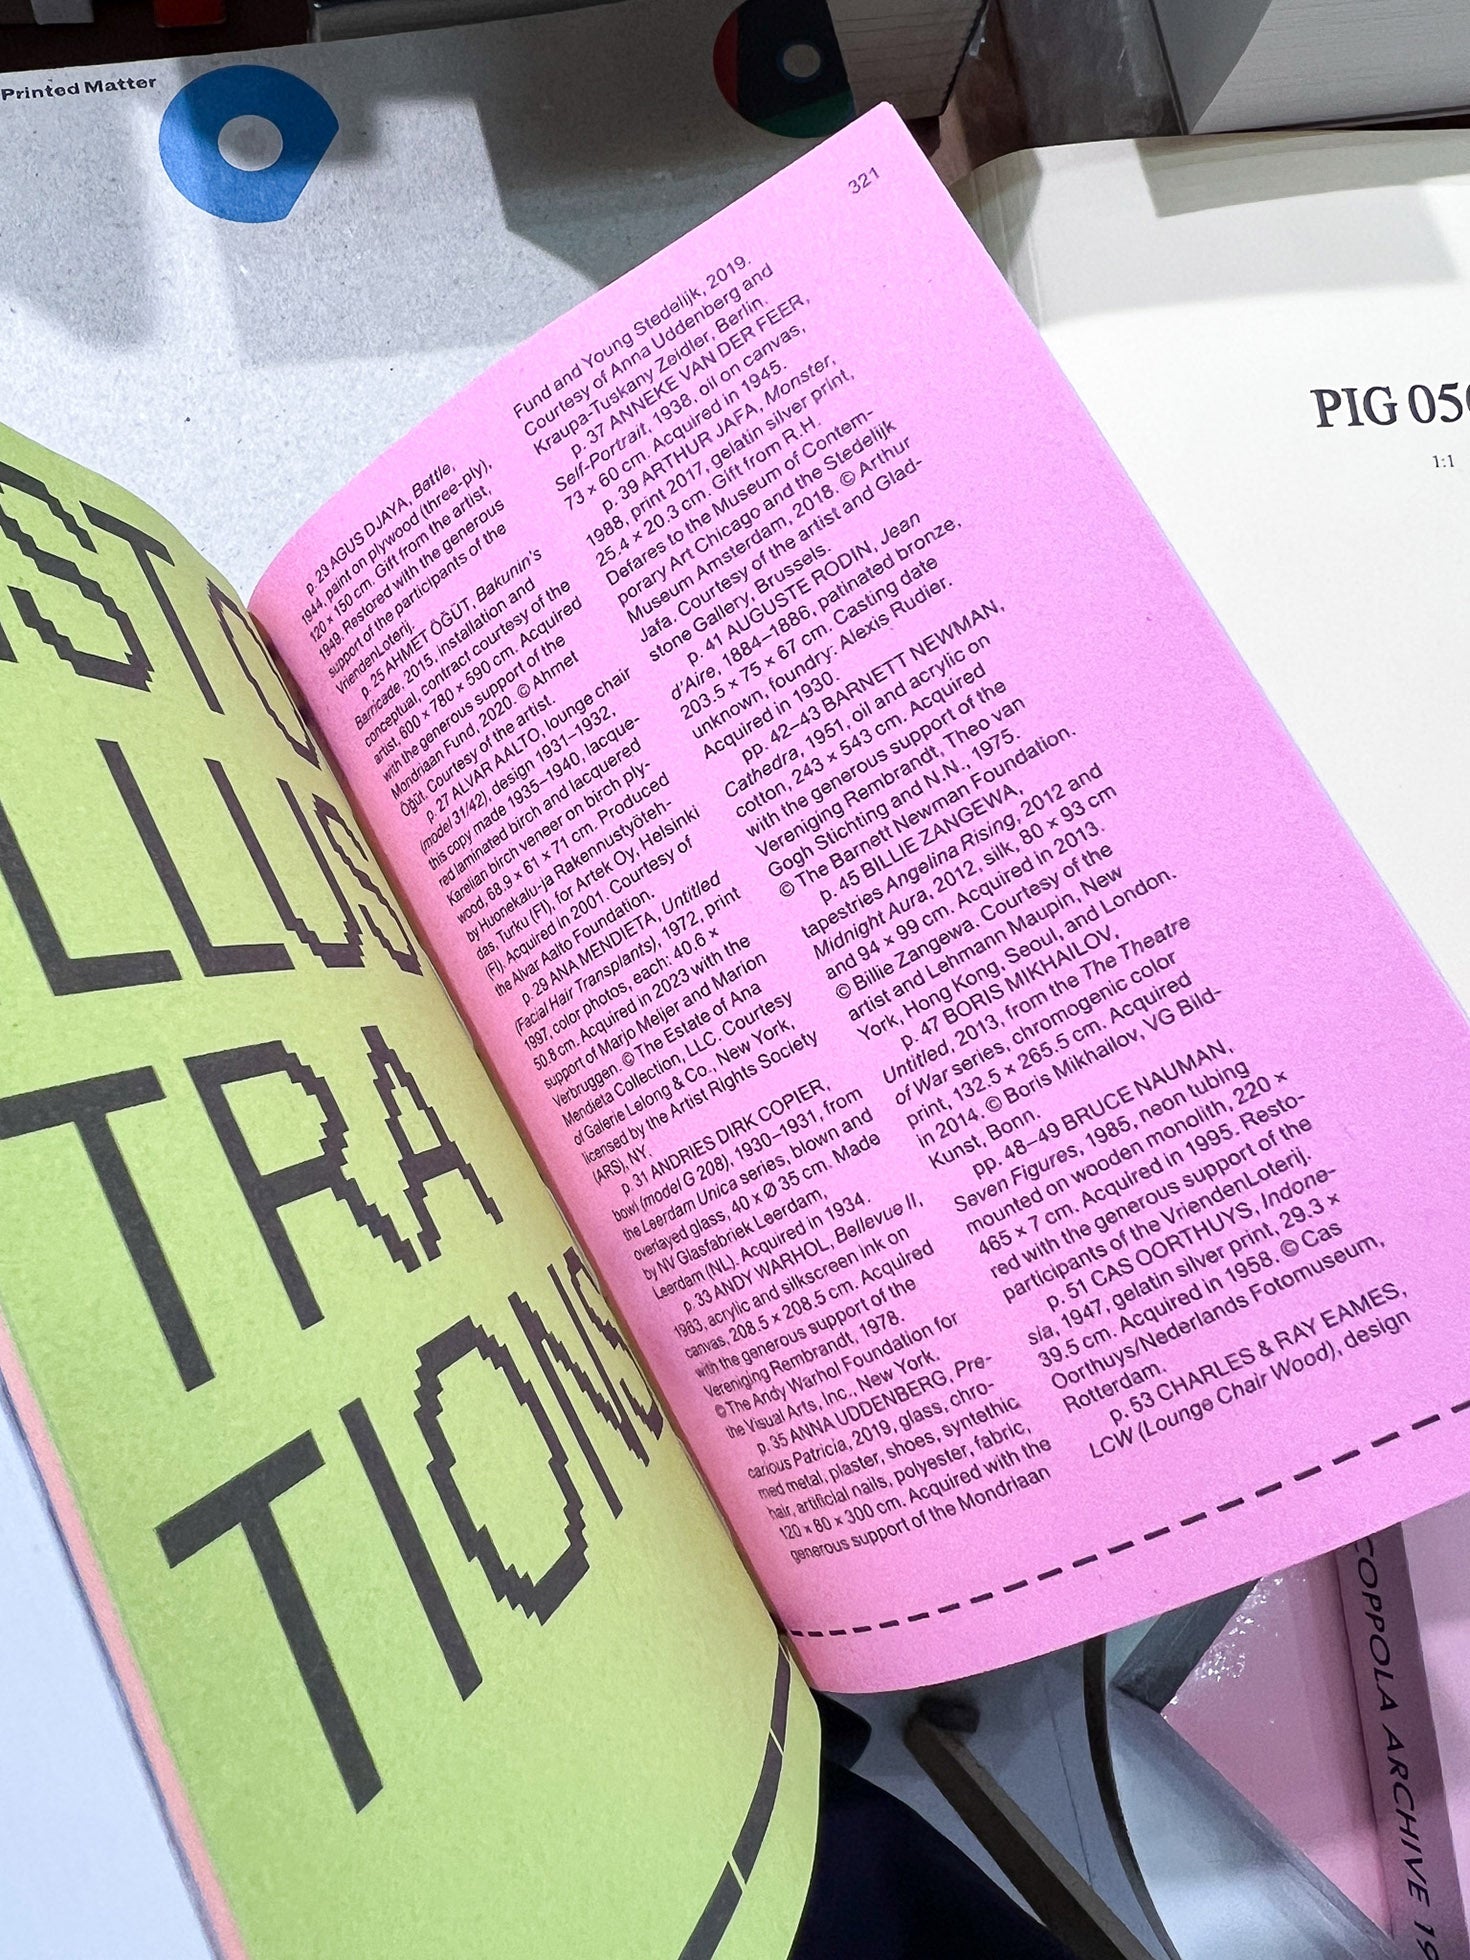 Printed Matter
ST O
LLUS
TRA
TIONS
321
p. 23 AGUS DJAYA, Battle,
1944, paint on plywood (three-ply),
120 × 150 cm. Gift from the artist,
1949. Restored with the generous
support of the participants of the
VriendenLoterij.
p. 25 AHMET ÖĞÜT, Bakunin's
Barricade, 2015, installation and
conceptual, contract courtesy of the
artist, 600 × 780 × 590 cm. Acquired
with the generous support of the
Mondriaan Fund, 2020. © Ahmet
Öğüt. Courtesy of the artist.
p. 27 ALVAR AALTO, lounge chair
(model 31/42), design 1931–1932,
this copy made 1935–1940, lacque-
red laminated birch and lacquered
Karelian birch veneer on birch ply-
wood, 68.9 × 61 × 71 cm. Produced
by Huonekalu-ja Rakennustyöteh-
das, Turku (FI), for Artek Oy, Helsinki
(FI). Acquired in 2001. Courtesy of
the Alvar Aalto Foundation.
p. 29 ANA MENDIETA, Untitled
(Facial Hair Transplants), 1972, print
1997, color photos, each: 40.6 ×
50.8 cm. Acquired in 2023 with the
support of Marjo Meijer and Marion
Verbruggen. © The Estate of Ana
Mendieta Collection, LLC. Courtesy
of Galerie Lelong & Co., New York,
licensed by the Artist Rights Society
(ARS), NY.
p. 31 ANDRIES DIRK COPIER,
bowl (model G 208), 1930–1931, from
the Leerdam Unica series, blown and
overlayed glass, 40 x Ø 35 cm. Made
by NV Glasfabriek Leerdam,
Leerdam (NL). Acquired in 1934.
p. 33 ANDY WARHOL, Bellevue II,
1963, acrylic and silkscreen ink on
canvas, 208.5 × 208.5 cm. Acquired
with the generous support of the
Vereniging Rembrandt, 1978.
© The Andy Warhol Foundation for
the Visual Arts, Inc., New York.
p. 35 ANNA UDDENBERG, Pre-
carious Patricia, 2019, glass, chro-
med metal, plaster, shoes, syntethic
hair, artificial nails, polyester, fabric,
120 × 80 × 300 cm. Acquired with the
generous support of the Mondriaan
Fund and Young Stedelijk, 2019.
Courtesy of Anna Uddenberg and
Kraupa-Tuskany Zeidler, Berlin.
p. 37 ANNEKE VAN DER FEER,
Self-Portrait, 1938, oil on canvas,
73 × 60 cm. Acquired in 1945.
p. 39 ARTHUR JAFA, Monster,
1988, print 2017, gelatin silver print,
25.4 × 20.3 cm. Gift from R.H.
Defares to the Museum of Contem-
porary Art Chicago and the Stedelijk
Museum Amsterdam, 2018. © Arthur
Jafa. Courtesy of the artist and Glad-
stone Gallery, Brussels.
p. 41 AUGUSTE RODIN, Jean
d'Aire, 1884–1886, patinated bronze,
203.5 × 75 × 67 cm. Casting date
unknown, foundry: Alexis Rudier.
Acquired in 1930.
pp. 42–43 BARNETT NEWMAN,
Cathedra, 1951, oil and acrylic on
cotton, 243 × 543 cm. Acquired
with the generous support of the
Vereniging Rembrandt, Theo van
Gogh Stichting and N.N., 1975.
© The Barnett Newman Foundation.
p. 45 BILLIE ZANGEWA,
tapestries Angelina Rising, 2012 and
Midnight Aura, 2012, silk, 80 × 93 cm
and 94 × 99 cm. Acquired in 2013.
© Billie Zangewa. Courtesy of the
artist and Lehmann Maupin, New
York, Hong Kong, Seoul, and London.
p. 47 BORIS MIKHAILOV,
Untitled, 2013, from the The Theatre
of War series, chromogenic color
print, 132.5 × 265.5 cm. Acquired
in 2014. © Boris Mikhailov, VG Bild-
Kunst, Bonn.
pp. 48–49 BRUCE NAUMAN,
Seven Figures, 1985, neon tubing
mounted on wooden monolith, 220 ×
465 × 7 cm. Acquired in 1995. Resto-
red with the generous support of the
participants of the VriendenLoterij.
p. 51 CAS OORTHUYS, Indone-
sia, 1947, gelatin silver print, 29.3 ×
39.5 cm. Acquired in 1958. © Cas
Oorthuys/Nederlands Fotomuseum,
Rotterdam.
p. 53 CHARLES & RAY EAMES,
LCW (Lounge Chair Wood), design
PIG 05
1:1
COPPOLA ARCHIVE 19